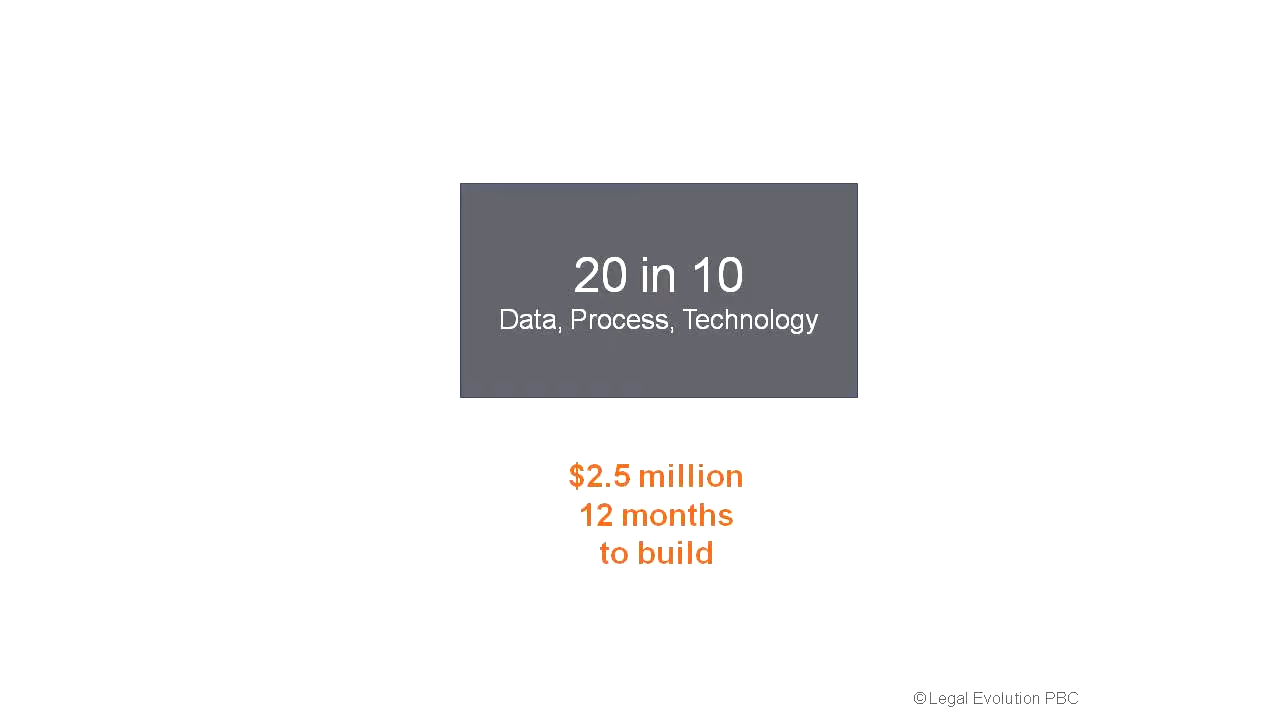 20 in 10
Data, Process, Technology
$2.5 million
12 months
to build
©Legal Evolution PBC